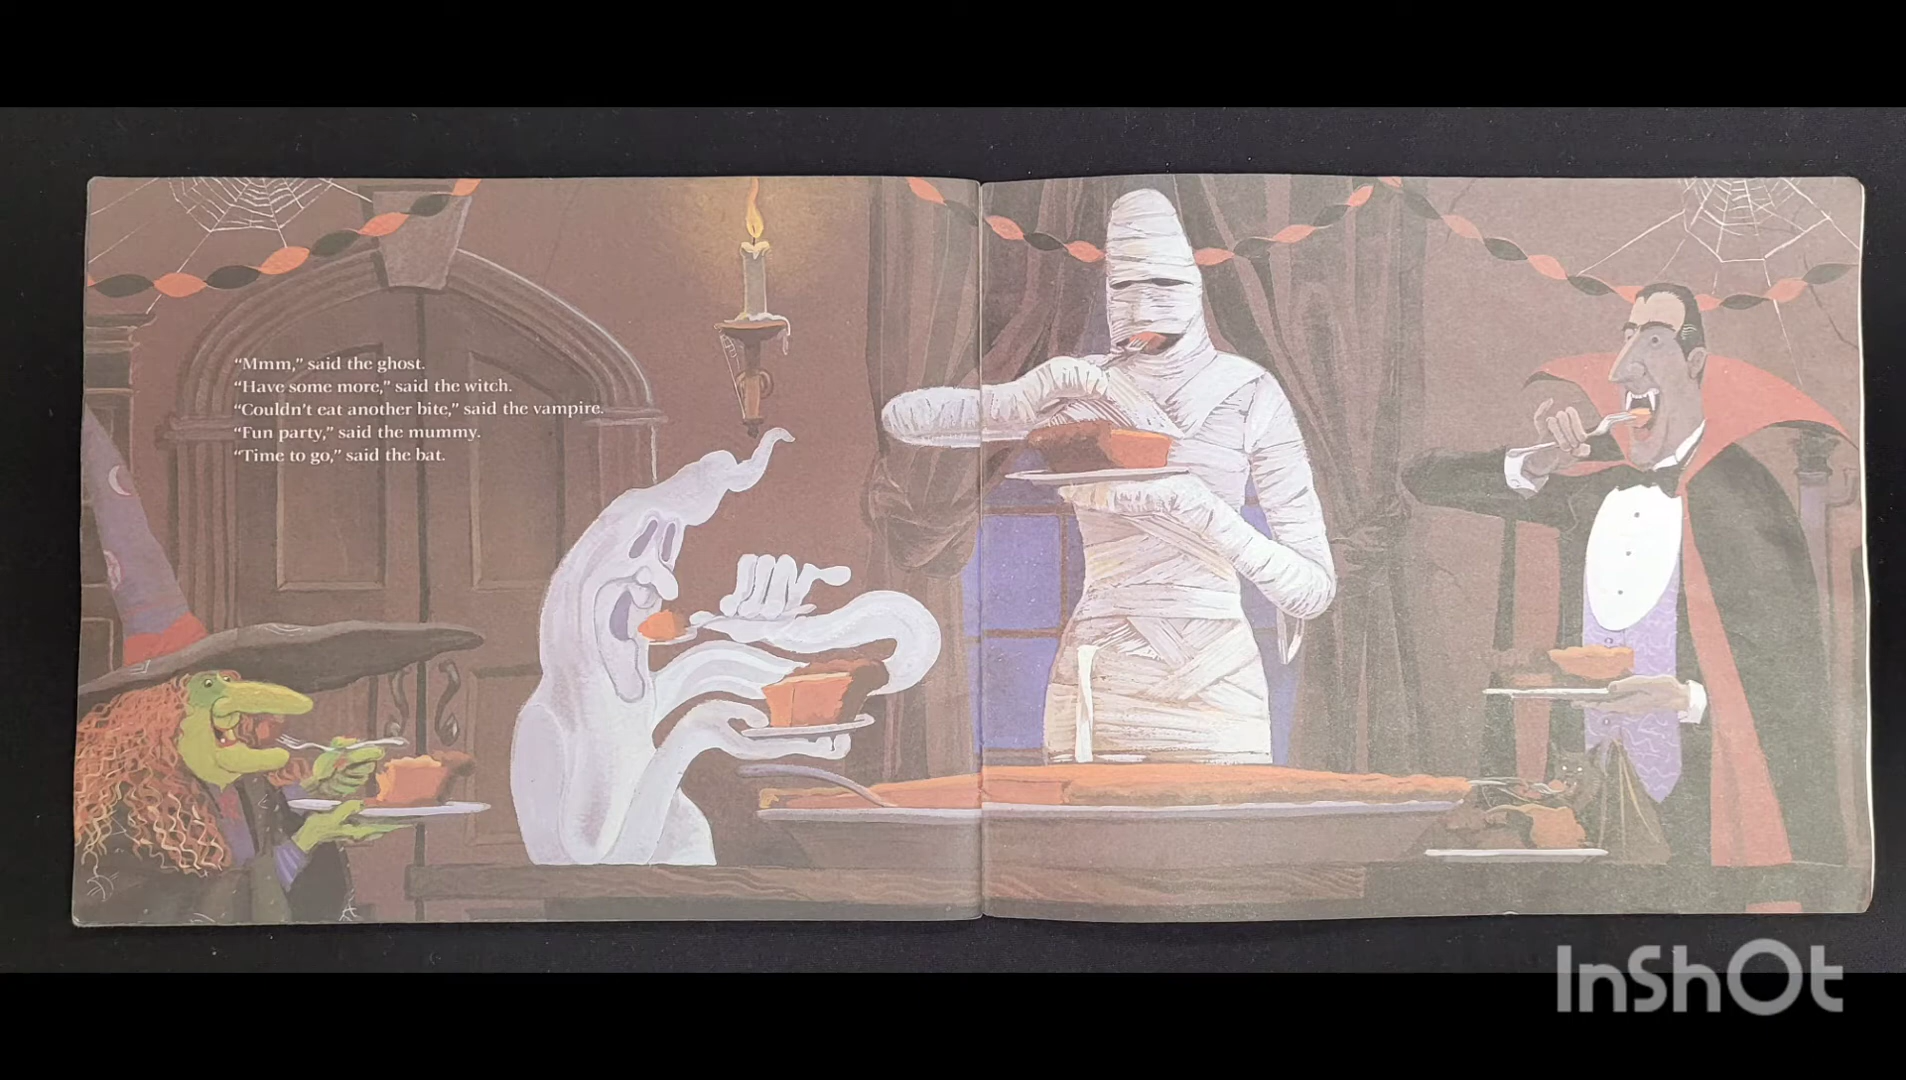 “Mmm,” said the ghost.
“Have some more,” said the witch.
“Couldn’t eat another bite,” said the vampire.
“Fun party,” said the mummy.
“Time to go,” said the bat.
InShOt